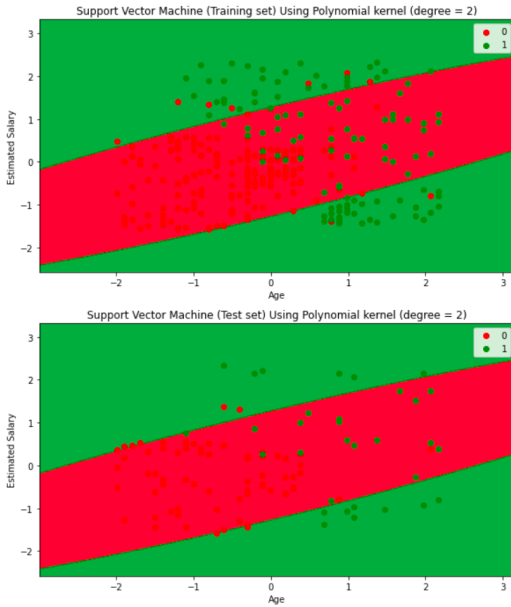 Support Vector Machine (Training set) Using Polynomial kernel (degree = 2)
0
1
3
2
1
0
−1
−2
Estimated Salary
−2 −1 0 1 2 3
Age
Support Vector Machine (Test set) Using Polynomial kernel (degree = 2)
0
1
3
2
1
0
−1
−2
Estimated Salary
−2 −1 0 1 2 3
Age